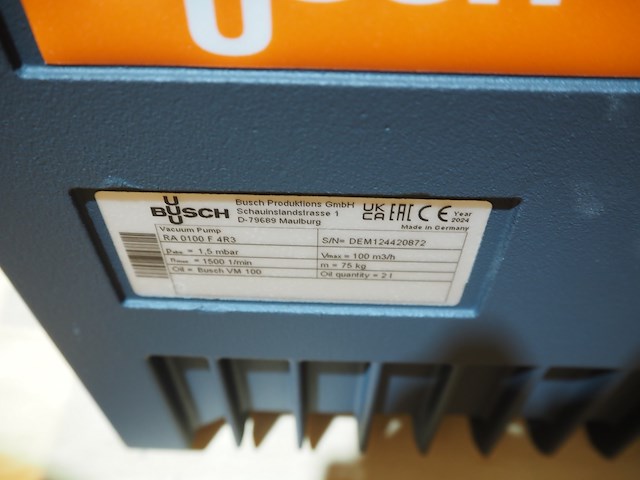 BUSCH
Busch Produktions GmbH
Schauinslandstrasse 1
D-79689 Maulburg
UK CA EAC CE Year 2024
Made in Germany
Vacuum Pump
RA 0100 F 4R3
S/N= DEM124420872
= 1,5 mbar
Vmax = 100 m3/h
= 1500 1/min
m = 75 kg
Oil = Busch VM 100
Oil quantity = 2 l